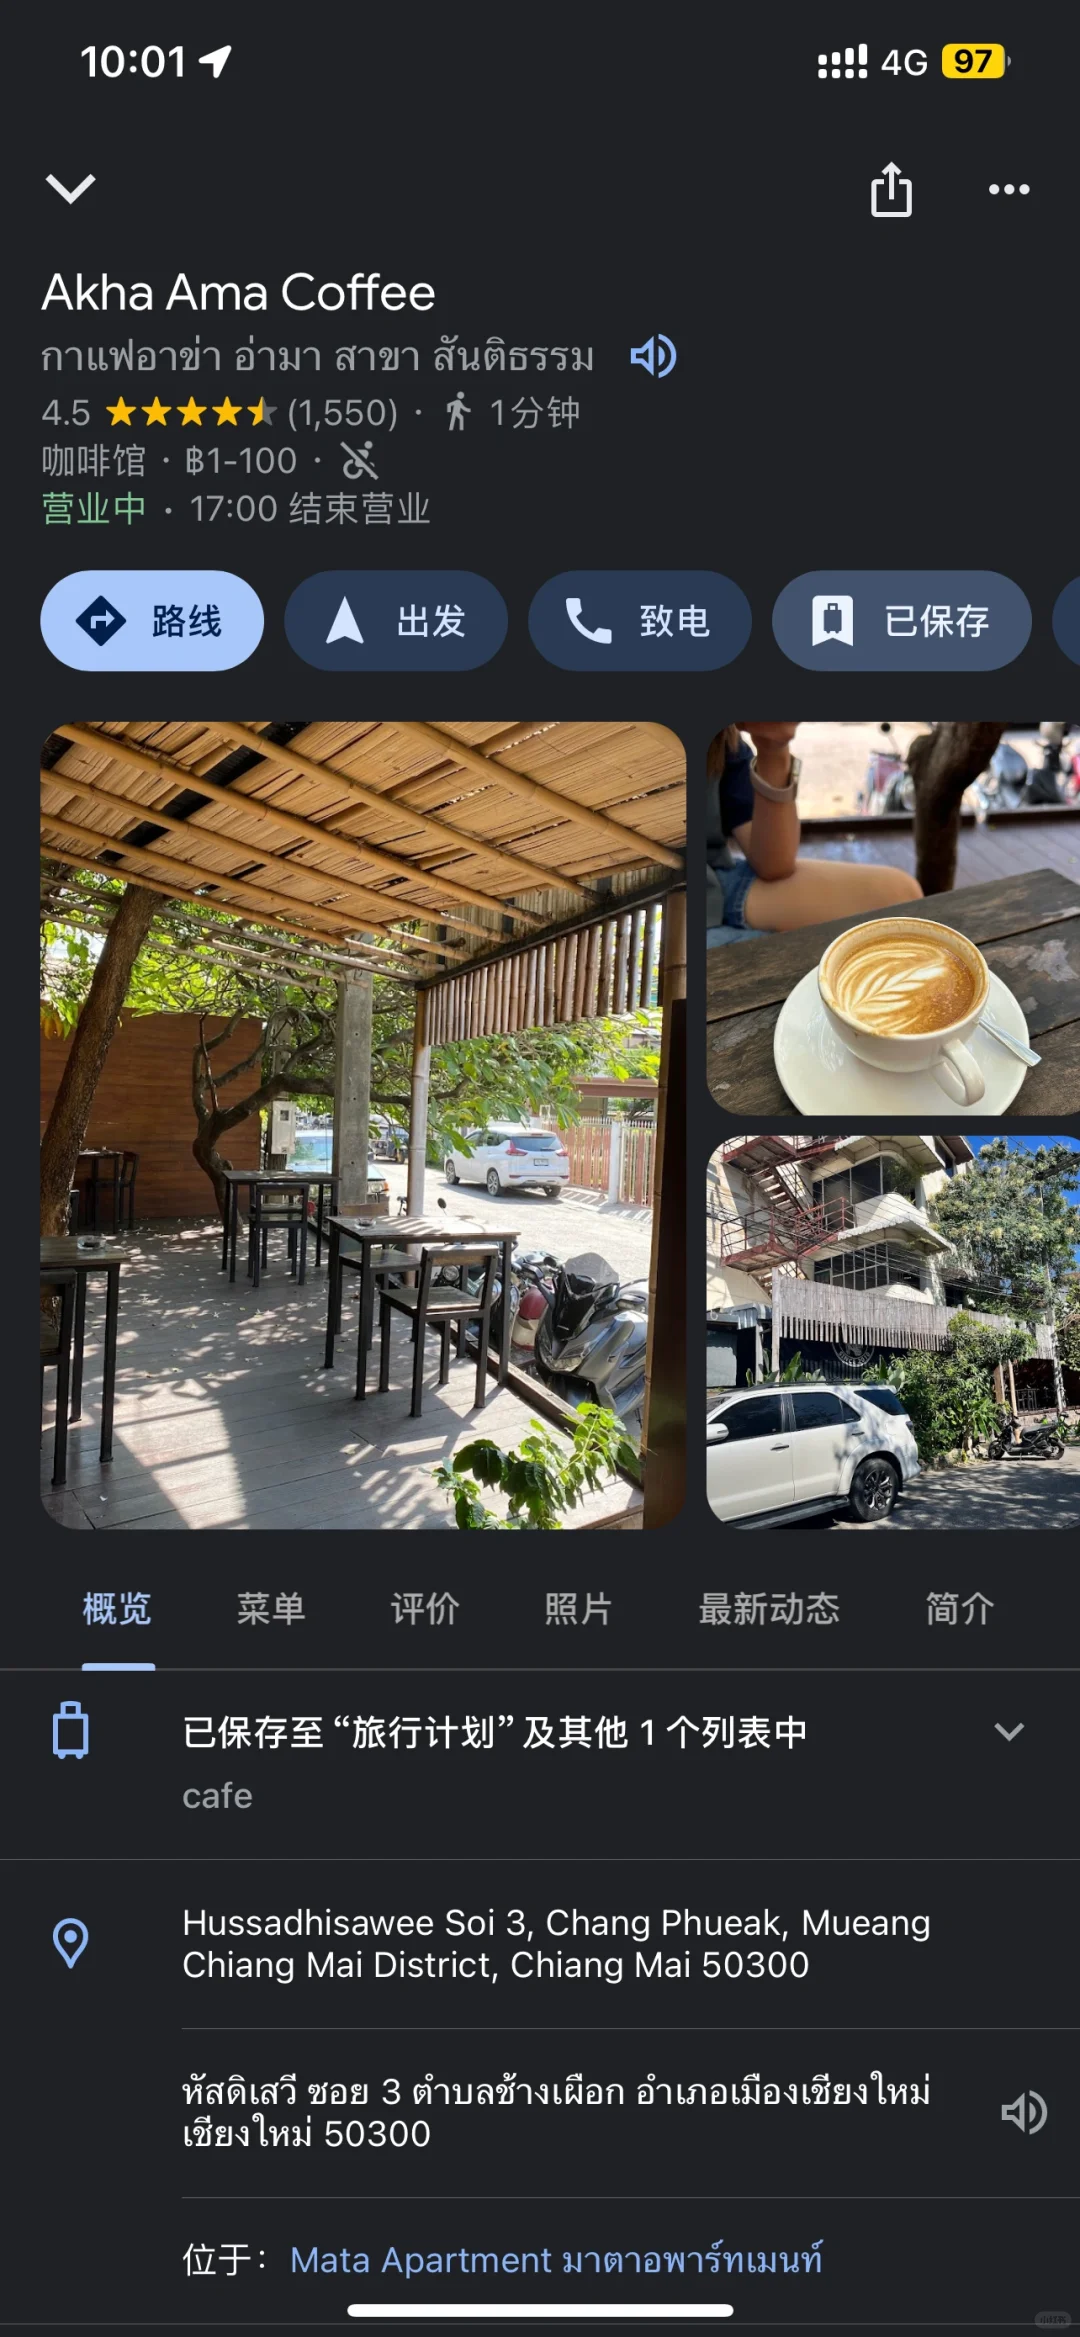 10:01
4G 97
Akha Ama Coffee
กาแฟอาข่า อ่ามา สาขา สันติธรรม
4.5 (1,550) · 1分钟
咖啡馆 · ฿1-100 ·
营业中 · 17:00 结束营业
路线
出发
致电
已保存
概览
菜单
评价
照片
最新动态
简介
已保存至 “旅行计划” 及其他 1 个列表中
cafe
Hussadhisawee Soi 3, Chang Phueak, Mueang
Chiang Mai District, Chiang Mai 50300
หัสดิเสวี ซอย 3 ตำบลช้างเผือก อำเภอเมืองเชียงใหม่
เชียงใหม่ 50300
位于： Mata Apartment มาตาอพาร์ทเมนท์
小红书